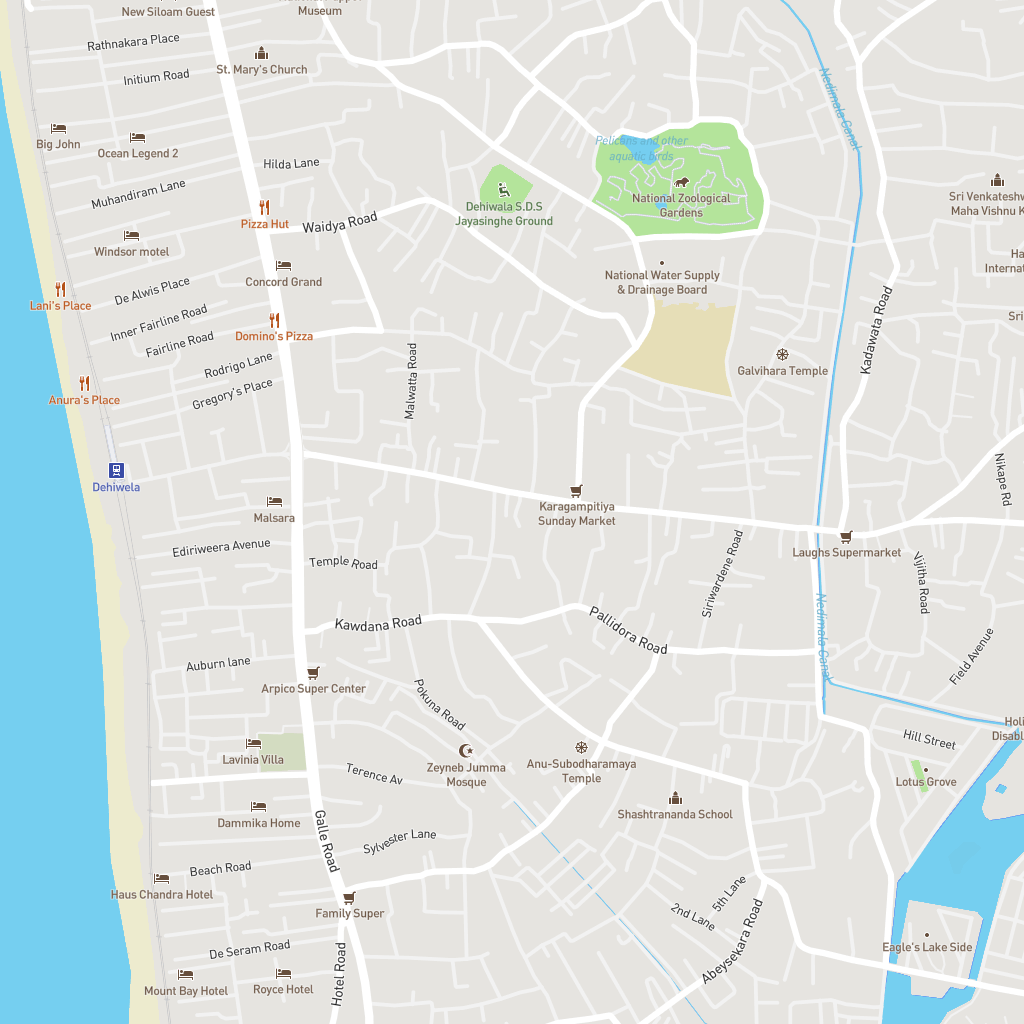 New Siloam Guest
Museum
Rathnakara Place
St. Mary's Church
Initium Road
Nedimala Canal
Big John
Ocean Legend 2
Pelicans and other
aquatic birds
Hilda Lane
Muhandiram Lane
National Zoological
Gardens
Sri Venkateshw
Maha Vishnu K
Dehiwala S.D.S
Jayasinghe Ground
Pizza Hut
Waidya Road
Windsor motel
Concord Grand
National Water Supply
& Drainage Board
Ha
Internat
De Alwis Place
Lani's Place
Inner Fairline Road
Sri
Domino's Pizza
Fairline Road
Kadawata Road
Rodrigo Lane
Galvihara Temple
Malwatta Road
Gregory's Place
Anura's Place
Dehiwela
Nikape Rd
Malsara
Karagampitiya
Sunday Market
Ediriweera Avenue
Laughs Supermarket
Temple Road
Siriwardene Road
Vijitha Road
Kawdana Road
Pallidora Road
Nedimala Canal
Auburn lane
Field Avenue
Arpico Super Center
Pokuna Road
Holi
Disabl
Hill Street
Lavinia Villa
Zeyneb Jumma
Mosque
Anu-Subodharamaya
Temple
Terence Av
Lotus Grove
Dammika Home
Shashtrananda School
Galle Road
Sylvester Lane
Beach Road
Haus Chandra Hotel
Family Super
5th Lane
2nd Lane
De Seram Road
Abeysekara Road
Eagle's Lake Side
Hotel Road
Mount Bay Hotel
Royce Hotel